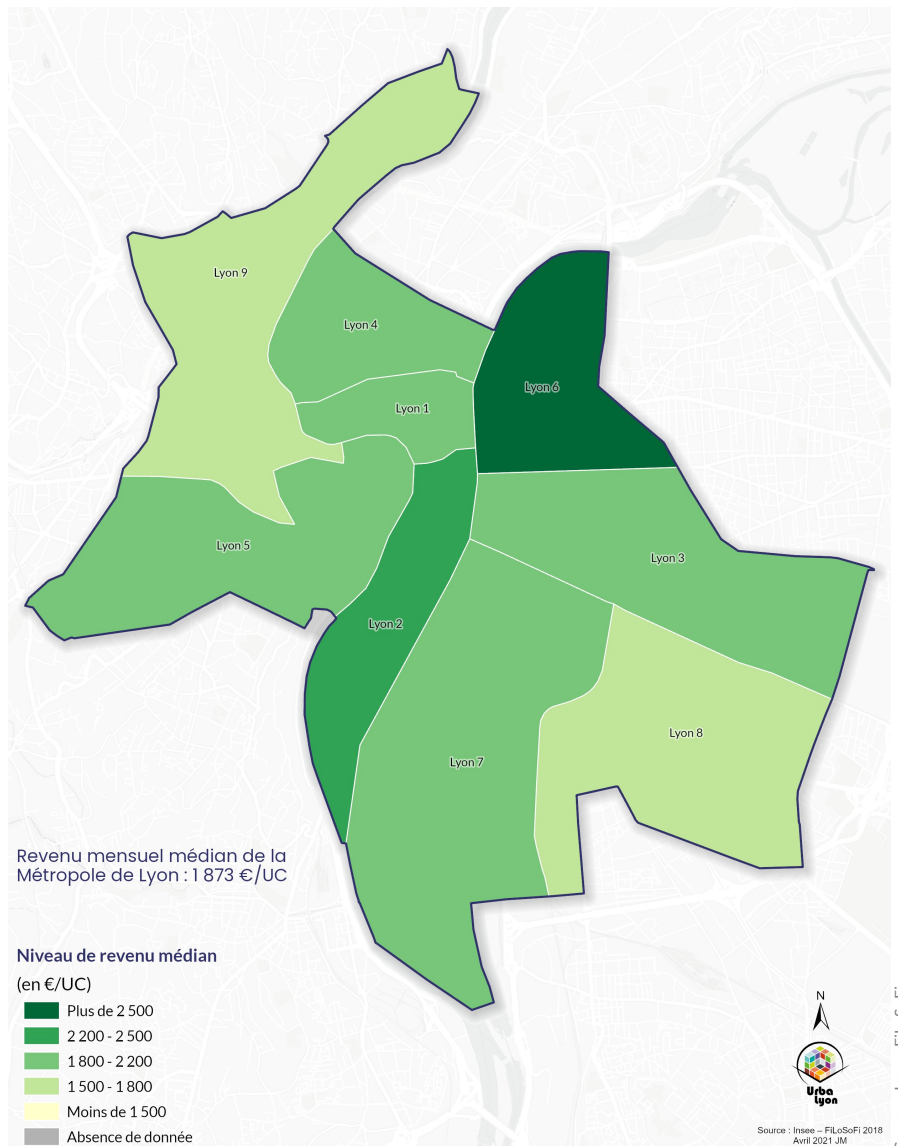 Lyon 9
Lyon 4
Lyon 6
Lyon 1
Lyon 5
Lyon 3
Lyon 2
Lyon 8
Lyon 7
Revenu mensuel médian de la
Métropole de Lyon : 1 873 €/UC
Niveau de revenu médian
(en €/UC)
Plus de 2 500
2 200 - 2 500
1 800 - 2 200
1 500 - 1 800
Moins de 1 500
Absence de donnée
N
Urba
Lyon
Source : Insee – FiLoSoFi 2018
Avril 2021 JM